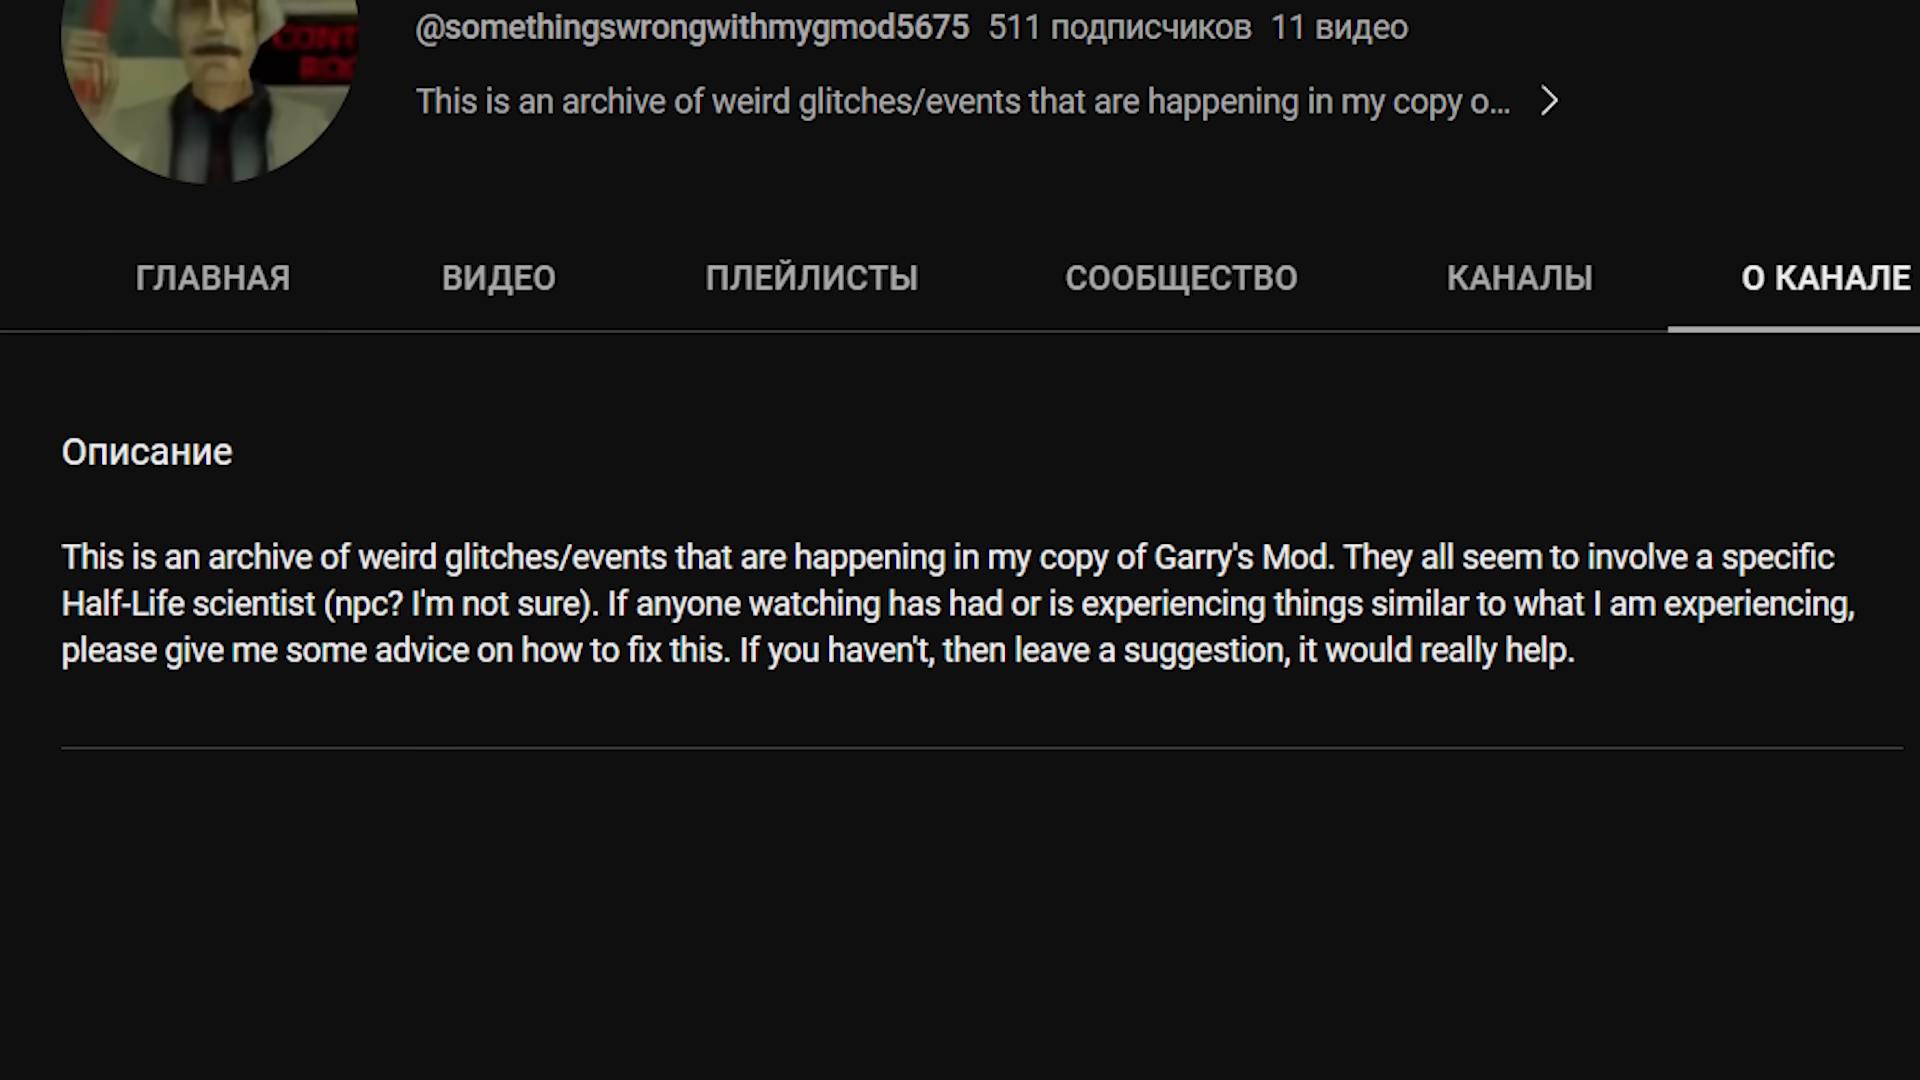 CONT
@somethingswrongwithmygmod5675 511 подписчиков 11 видео
This is an archive of weird glitches/events that are happening in my copy o...
ГЛАВНАЯ ВИДЕО ПЛЕЙЛИСТЫ СООБЩЕСТВО КАНАЛЫ О КАНАЛЕ
Описание
This is an archive of weird glitches/events that are happening in my copy of Garry's Mod. They all seem to involve a specific
Half-Life scientist (npc? I'm not sure). If anyone watching has had or is experiencing things similar to what I am experiencing,
please give me some advice on how to fix this. If you haven't, then leave a suggestion, it would really help.